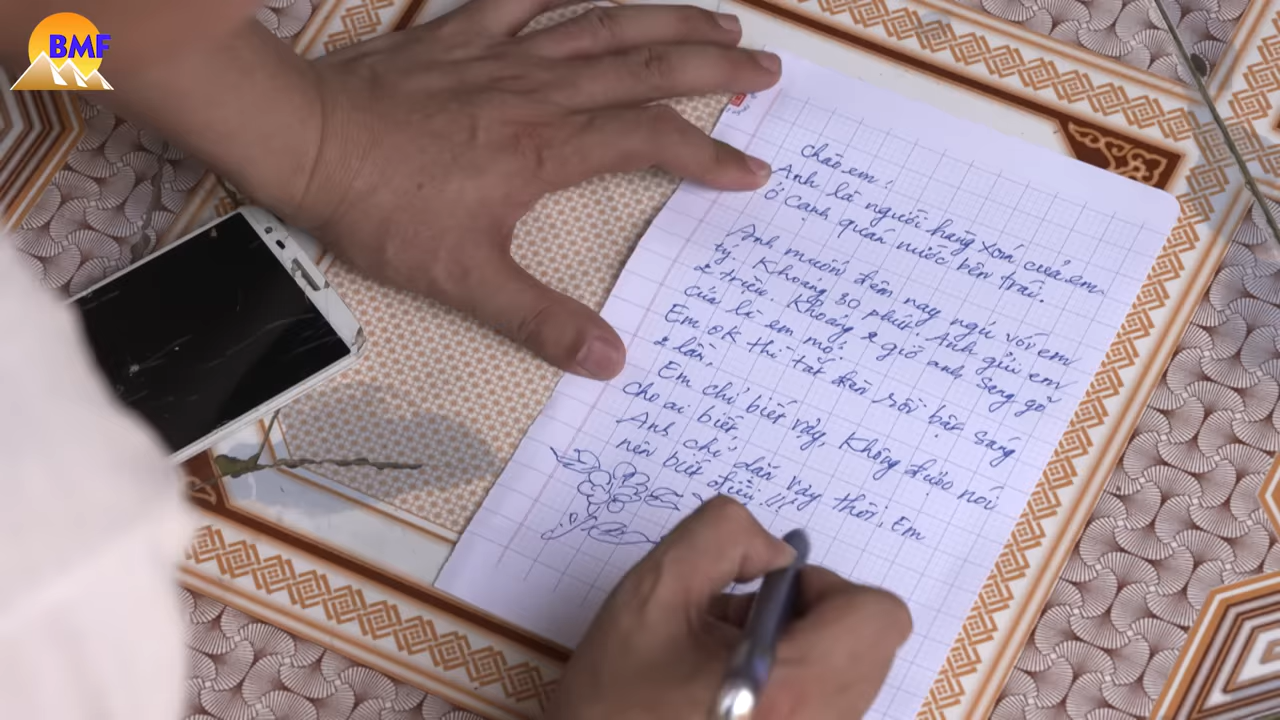 BMF
Chào em!
Anh là người hàng xóm của em
ở cạnh quán nước bên trái.
Anh muốn đêm nay ngủ với em
tý. Khoảng 30 phút. Anh gửi em
2 triệu. Khoảng 2 giờ anh sang gõ
cửa là em mở.
Em OK thì tắt đèn rồi bật sáng
2 lần,
Em chỉ biết vậy, không được nói
cho ai biết,
Anh chỉ dặn vậy thôi, Em
nên biết điều!!!